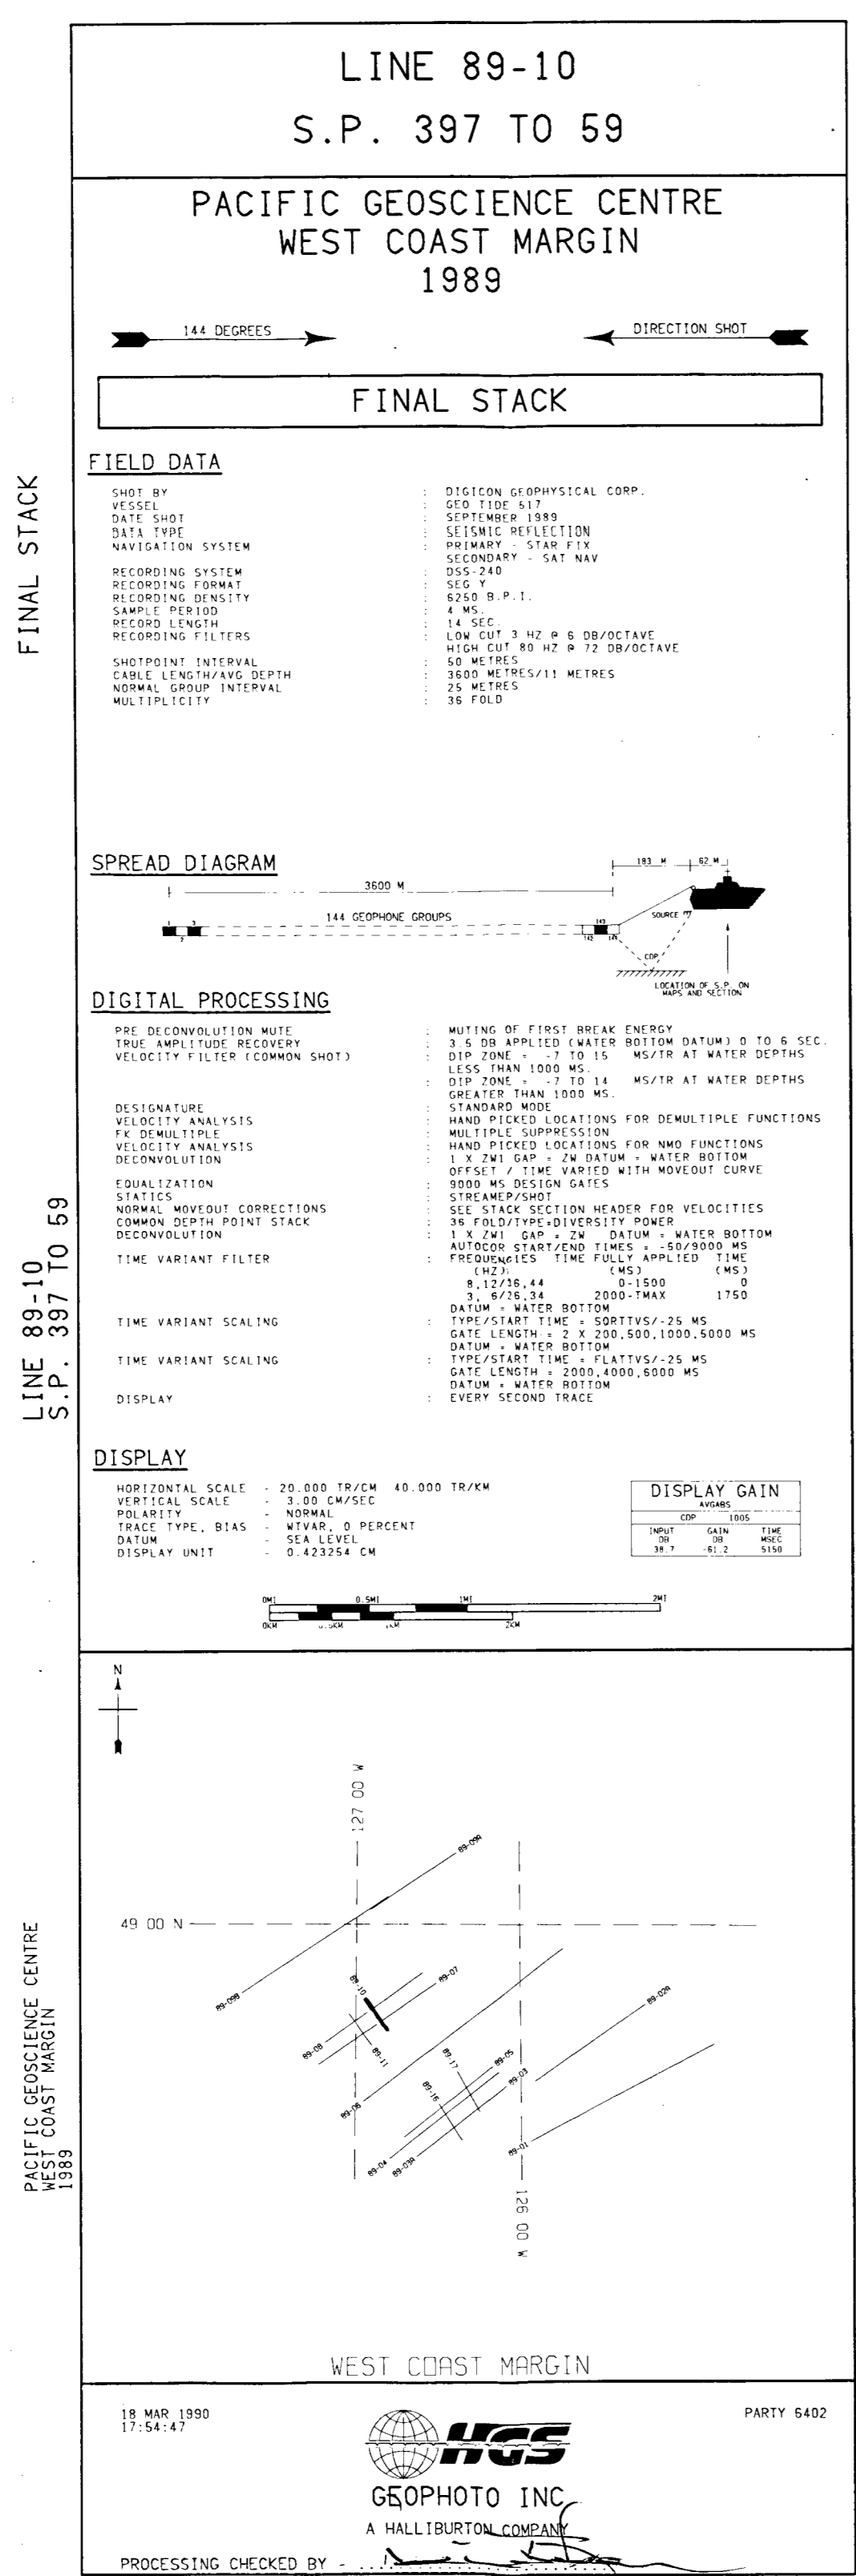 LINE 89-10
S.P. 397 TO 59
PACIFIC GEOSCIENCE CENTRE
WEST COAST MARGIN
1989
144 DEGREES
DIRECTION SHOT
FINAL STACK
FIELD DATA
SHOT BY : DIGICON GEOPHYSICAL CORP.
VESSEL : GEO TIDE 517
DATE SHOT : SEPTEMBER 1989
DATA TYPE : SEISMIC REFLECTION
NAVIGATION SYSTEM : PRIMARY - STAR FIX
SECONDARY - SAT NAV
RECORDING SYSTEM : DSS-240
RECORDING FORMAT : SEG Y
RECORDING DENSITY : 6250 B.P.I.
SAMPLE PERIOD : 4 MS.
RECORD LENGTH : 14 SEC.
RECORDING FILTERS : LOW CUT 3 HZ @ 6 DB/OCTAVE
HIGH CUT 80 HZ @ 72 DB/OCTAVE
SHOTPOINT INTERVAL : 50 METRES
CABLE LENGTH/AVG DEPTH : 3600 METRES/11 METRES
NORMAL GROUP INTERVAL : 25 METRES
MULTIPLICITY : 36 FOLD
SPREAD DIAGRAM
183 M 62 M
3600 M
144 GEOPHONE GROUPS
SOURCE
1 3
2
143
142 144
CDP
LOCATION OF S.P. ON
MAPS AND SECTION
DIGITAL PROCESSING
PRE DECONVOLUTION MUTE : MUTING OF FIRST BREAK ENERGY
TRUE AMPLITUDE RECOVERY : 3.5 DB APPLIED (WATER BOTTOM DATUM) 0 TO 6 SEC.
VELOCITY FILTER (COMMON SHOT) : DIP ZONE = -7 TO 15 MS/TR AT WATER DEPTHS
LESS THAN 1000 MS.
: DIP ZONE = -7 TO 14 MS/TR AT WATER DEPTHS
GREATER THAN 1000 MS.
DESIGNATURE : STANDARD MODE
VELOCITY ANALYSIS : HAND PICKED LOCATIONS FOR DEMULTIPLE FUNCTIONS
FK DEMULTIPLE : MULTIPLE SUPPRESSION
VELOCITY ANALYSIS : HAND PICKED LOCATIONS FOR NMO FUNCTIONS
DECONVOLUTION : 1 X ZW1 GAP = ZW DATUM = WATER BOTTOM
OFFSET / TIME VARIED WITH MOVEOUT CURVE
EQUALIZATION : 9000 MS DESIGN GATES
STATICS : STREAMEP/SHOT
NORMAL MOVEOUT CORRECTIONS : SEE STACK SECTION HEADER FOR VELOCITIES
COMMON DEPTH POINT STACK : 36 FOLD/TYPE=DIVERSITY POWER
DECONVOLUTION : 1 X ZW1 GAP = ZW DATUM = WATER BOTTOM
AUTOCOR START/END TIMES = -50/9000 MS
TIME VARIANT FILTER : FREQUENCIES TIME FULLY APPLIED TIME
(HZ) (MS) (MS)
8,12/36,44 0-1500 0
3, 6/26,34 2000-TMAX 1750
DATUM = WATER BOTTOM
TIME VARIANT SCALING : TYPE/START TIME = SQRTTVS/-25 MS
GATE LENGTH = 2 X 200,500,1000,5000 MS
DATUM = WATER BOTTOM
TIME VARIANT SCALING : TYPE/START TIME = FLATTVS/-25 MS
GATE LENGTH = 2000,4000,6000 MS
DATUM = WATER BOTTOM
DISPLAY : EVERY SECOND TRACE
DISPLAY
HORIZONTAL SCALE - 20.000 TR/CM 40.000 TR/KM
VERTICAL SCALE - 3.00 CM/SEC
POLARITY - NORMAL
TRACE TYPE, BIAS - WTVAR, 0 PERCENT
DATUM - SEA LEVEL
DISPLAY UNIT - 0.423254 CM
DISPLAY GAIN
AVGABS
CDP 1005
INPUT GAIN TIME
DB DB MSEC
38.7 -61.2 5150
0MI 0.5MI 1MI 2MI
0KM 0.5KM 1KM 2KM
N
127 00 W
89-09A
49 00 N
89-09B
89-10
89-07
89-02A
89-08
89-11
89-17
89-05
89-03
89-16
89-06
89-04
89-03A
89-01
126 00 W
WEST COAST MARGIN
18 MAR 1990
17:54:47
PARTY 6402
HGS
GEOPHOTO INC
A HALLIBURTON COMPANY
PROCESSING CHECKED BY -
FINAL STACK
LINE 89-10
S.P. 397 TO 59
PACIFIC GEOSCIENCE CENTRE
WEST COAST MARGIN
1989